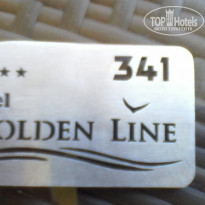 TOP Hotels
★★ 341
el
OLDEN LINE